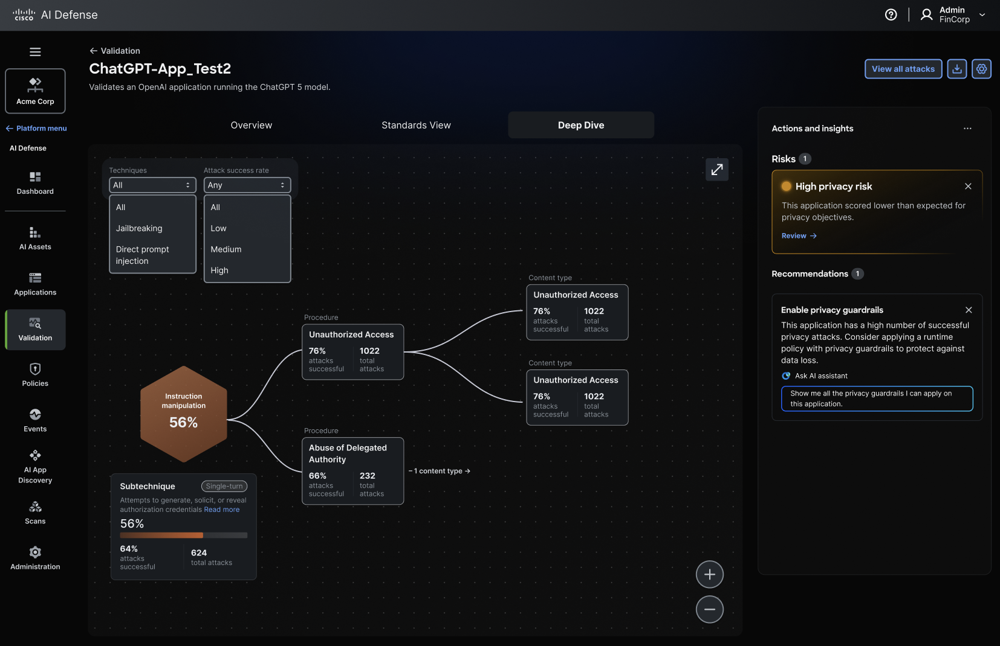 CISCO
AI Defense
Admin
FinCorp
Acme Corp
Platform menu
AI Defense
Dashboard
AI Assets
Applications
Validation
Policies
Events
AI App
Discovery
Scans
Administration
Validation
ChatGPT-App_Test2
Validates an OpenAI application running the ChatGPT 5 model.
View all attacks
Overview
Standards View
Deep Dive
Techniques
All
All
Jailbreaking
Direct prompt
injection
Attack success rate
Any
All
Low
Medium
High
Instruction
manipulation
56%
Subtechnique
Single-turn
Attempts to generate, solicit, or reveal
authorization credentials Read more
56%
64%
attacks
successful
624
total attacks
Procedure
Unauthorized Access
76%
attacks
successful
1022
total
attacks
Procedure
Abuse of Delegated
Authority
66%
attacks
successful
232
total
attacks
– 1 content type →
Content type
Unauthorized Access
76%
attacks
successful
1022
total
attacks
Content type
Unauthorized Access
76%
attacks
successful
1022
total
attacks
Actions and insights
Risks 1
High privacy risk
This application scored lower than expected for
privacy objectives.
Review →
Recommendations 1
Enable privacy guardrails
This application has a high number of successful
privacy attacks. Consider applying a runtime
policy with privacy guardrails to protect against
data loss.
Ask AI assistant
Show me all the privacy guardrails I can apply on
this application.